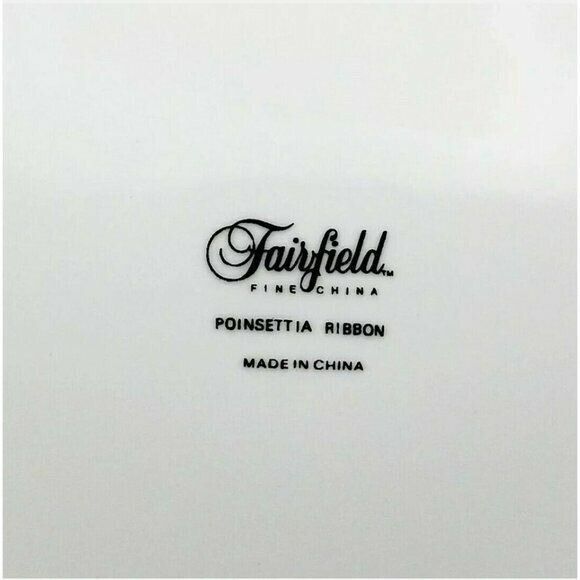 Fairfield™
FINE CHINA
POINSETTIA RIBBON
MADE IN CHINA